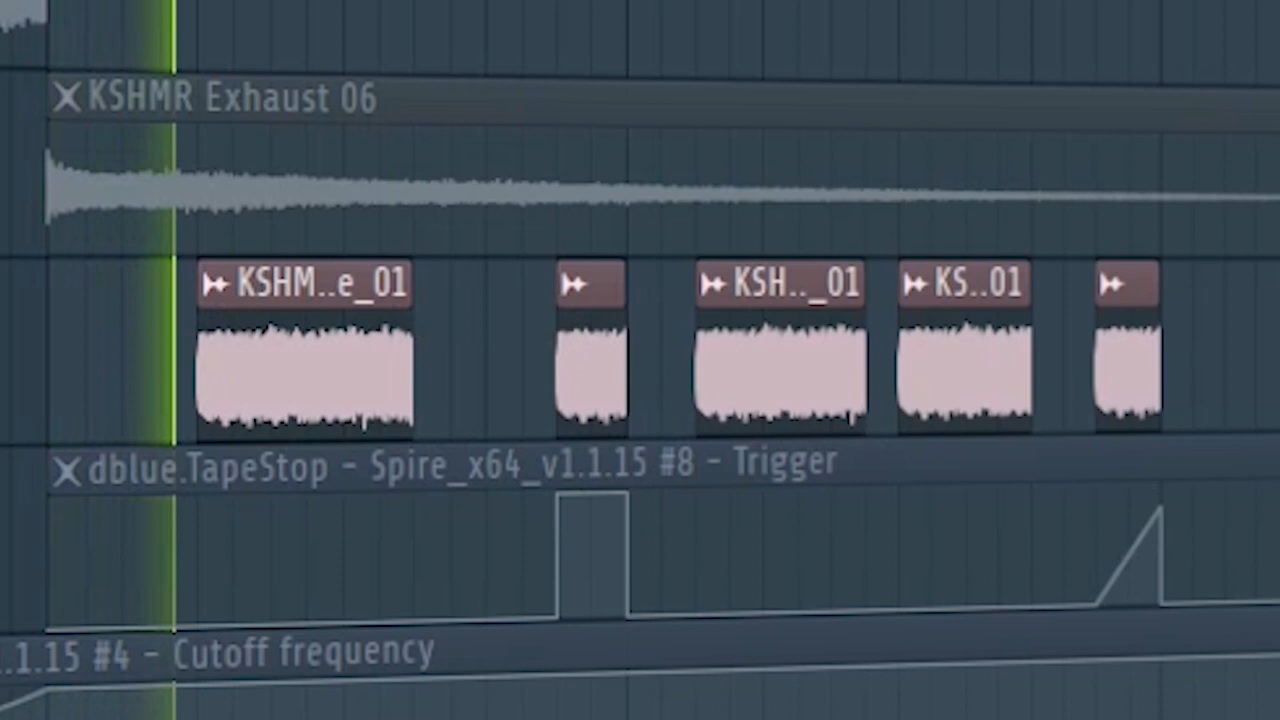 KSHMR Exhaust 06
KSHM..e_01
KSH.._01
KS..01
dblue.TapeStop - Spire_x64_v1.1.15 #8 - Trigger
.1.15 #4 - Cutoff frequency